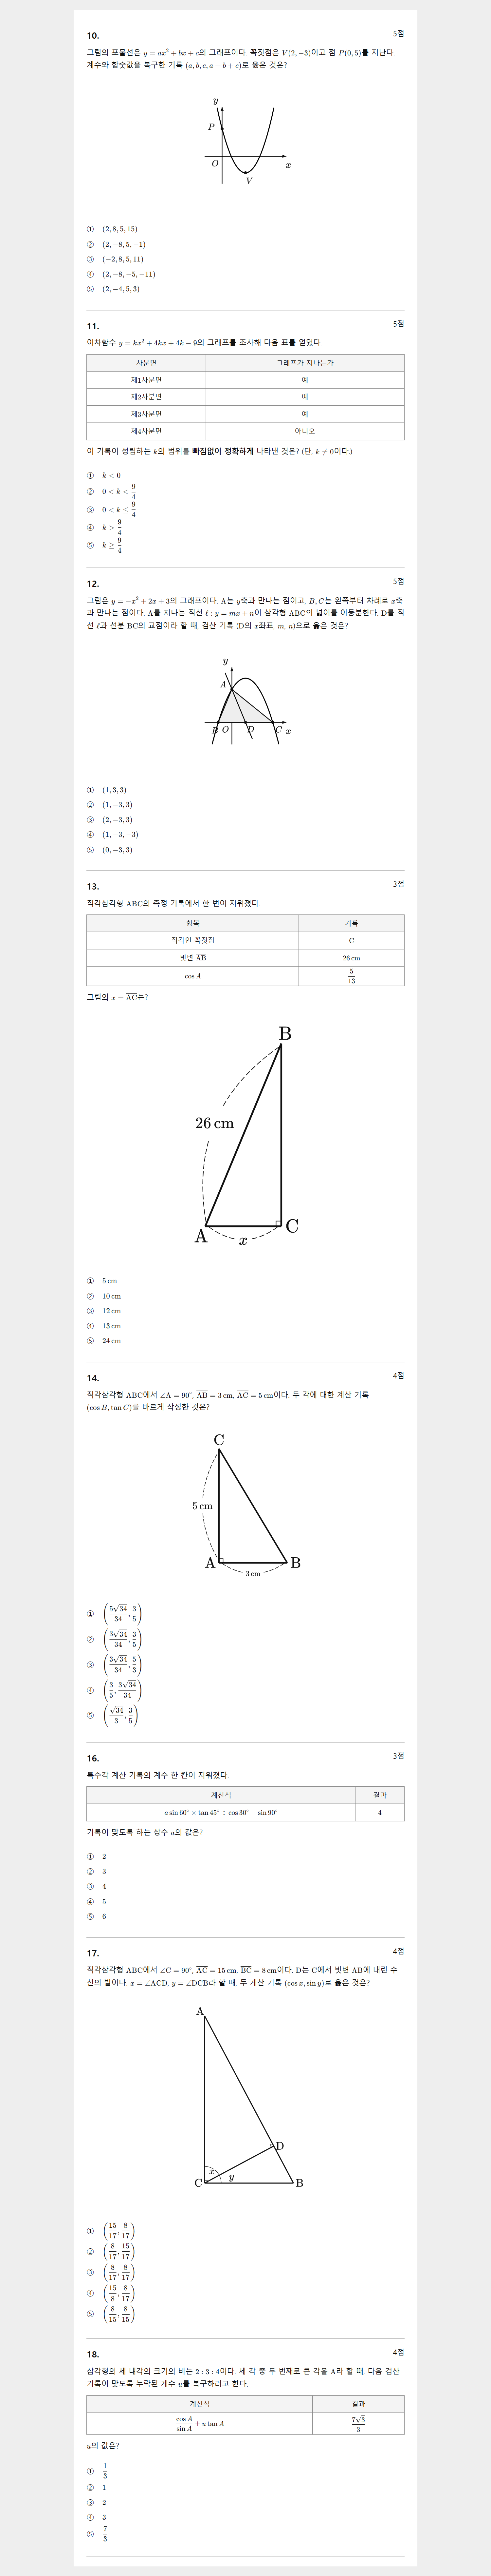 10.
5점
그림의 포물선은 y = ax² + bx + c의 그래프이다. 꼭짓점은 V(2, −3)이고 점 P(0, 5)를 지난다.
계수와 함숫값을 복구한 기록 (a, b, c, a + b + c)로 옳은 것은?
y
P
O
x
V
① (2, 8, 5, 15)
② (2, −8, 5, −1)
③ (−2, 8, 5, 11)
④ (2, −8, −5, −11)
⑤ (2, −4, 5, 3)
11.
5점
이차함수 y = kx² + 4kx + 4k − 9의 그래프를 조사해 다음 표를 얻었다.
사분면 그래프가 지나는가
제1사분면 예
제2사분면 예
제3사분면 예
제4사분면 아니오
이 기록이 성립하는 k의 범위를 빠짐없이 정확하게 나타낸 것은? (단, k ≠ 0이다.)
① k < 0
② 0 < k < 9/4
③ 0 < k ≤ 9/4
④ k > 9/4
⑤ k ≥ 9/4
12.
5점
그림은 y = −x² + 2x + 3의 그래프이다. A는 y축과 만나는 점이고, B, C는 왼쪽부터 차례로 x축
과 만나는 점이다. A를 지나는 직선 ℓ : y = mx + n이 삼각형 ABC의 넓이를 이등분한다. D를 직
선 ℓ과 선분 BC의 교점이라 할 때, 검산 기록 (D의 x좌표, m, n)으로 옳은 것은?
y
A
B O D C x
① (1, 3, 3)
② (1, −3, 3)
③ (2, −3, 3)
④ (1, −3, −3)
⑤ (0, −3, 3)
13.
3점
직각삼각형 ABC의 측정 기록에서 한 변이 지워졌다.
항목 기록
직각인 꼭짓점 C
빗변 A̅B̅ 26 cm
cos A 5/13
그림의 x = A̅C̅는?
B
26 cm
A
x
C
① 5 cm
② 10 cm
③ 12 cm
④ 13 cm
⑤ 24 cm
14.
4점
직각삼각형 ABC에서 ∠A = 90°, A̅B̅ = 3 cm, A̅C̅ = 5 cm이다. 두 각에 대한 계산 기록
(cos B, tan C)를 바르게 작성한 것은?
C
5 cm
A
B
3 cm
① (5√34/34, 3/5)
② (3√34/34, 3/5)
③ (3√34/34, 5/3)
④ (3/5, 3√34/34)
⑤ (√34/3, 3/5)
16.
3점
특수각 계산 기록의 계수 한 칸이 지워졌다.
계산식 결과
a sin 60° × tan 45° ÷ cos 30° − sin 90° 4
기록이 맞도록 하는 상수 a의 값은?
① 2
② 3
③ 4
④ 5
⑤ 6
17.
4점
직각삼각형 ABC에서 ∠C = 90°, A̅C̅ = 15 cm, B̅C̅ = 8 cm이다. D는 C에서 빗변 AB에 내린 수
선의 발이다. x = ∠ACD, y = ∠DCB라 할 때, 두 계산 기록 (cos x, sin y)로 옳은 것은?
A
D
x
y
C
B
① (15/17, 8/17)
② (8/17, 15/17)
③ (8/17, 8/17)
④ (15/8, 8/17)
⑤ (8/15, 8/15)
18.
4점
삼각형의 세 내각의 크기의 비는 2 : 3 : 4이다. 세 각 중 두 번째로 큰 각을 A라 할 때, 다음 검산
기록이 맞도록 누락된 계수 u를 복구하려고 한다.
계산식 결과
cos A/sin A + u tan A 7√3/3
u의 값은?
① 1/3
② 1
③ 2
④ 3
⑤ 7/3